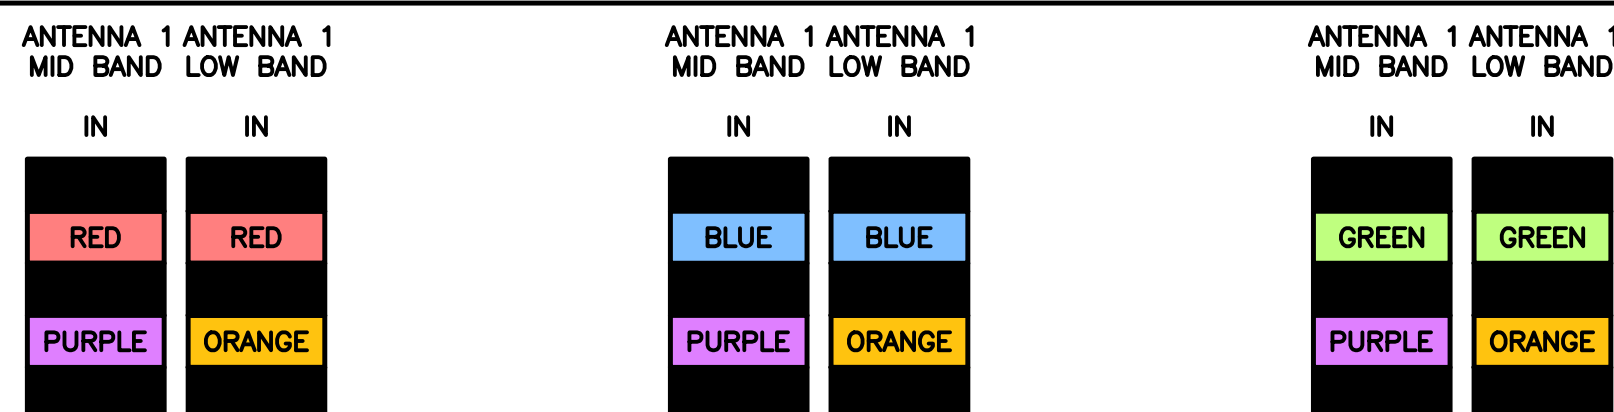 ANTENNA 1 ANTENNA 1 ANTENNA 1 ANTENNA 1 ANTENNA 1 ANTENNA 1
MID BAND LOW BAND MID BAND LOW BAND MID BAND LOW BAND
IN IN IN IN IN IN
RED RED BLUE BLUE GREEN GREEN
PURPLE ORANGE PURPLE ORANGE PURPLE ORANGE